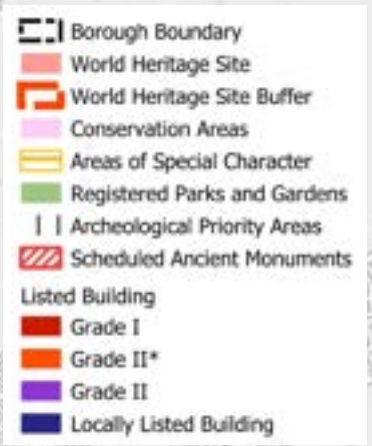 Borough Boundary
World Heritage Site
World Heritage Site Buffer
Conservation Areas
Areas of Special Character
Registered Parks and Gardens
Archeological Priority Areas
Scheduled Ancient Monuments
Listed Building
Grade I
Grade II*
Grade II
Locally Listed Building